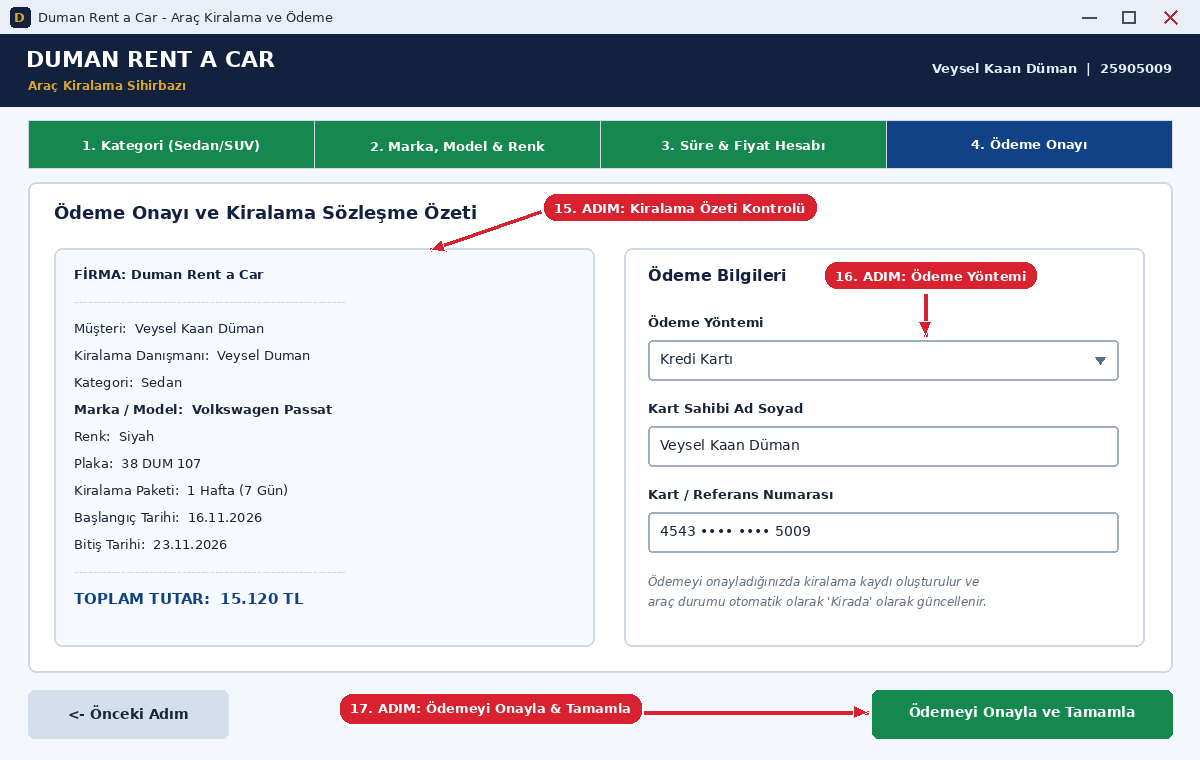 D Duman Rent a Car - Araç Kiralama ve Ödeme
DUMAN RENT A CAR
Araç Kiralama Sihirbazı
Veysel Kaan Düman | 25905009
1. Kategori (Sedan/SUV)
2. Marka, Model & Renk
3. Süre & Fiyat Hesabı
4. Ödeme Onayı
Ödeme Onayı ve Kiralama Sözleşme Özeti
15. ADIM: Kiralama Özeti Kontrolü
FİRMA: Duman Rent a Car
Müşteri: Veysel Kaan Düman
Kiralama Danışmanı: Veysel Duman
Kategori: Sedan
Marka / Model: Volkswagen Passat
Renk: Siyah
Plaka: 38 DUM 107
Kiralama Paketi: 1 Hafta (7 Gün)
Başlangıç Tarihi: 16.11.2026
Bitiş Tarihi: 23.11.2026
TOPLAM TUTAR: 15.120 TL
Ödeme Bilgileri
16. ADIM: Ödeme Yöntemi
Ödeme Yöntemi
Kredi Kartı
Kart Sahibi Ad Soyad
Veysel Kaan Düman
Kart / Referans Numarası
4543 •••• •••• 5009
Ödemeyi onayladığınızda kiralama kaydı oluşturulur ve
araç durumu otomatik olarak 'Kirada' olarak güncellenir.
<- Önceki Adım
17. ADIM: Ödemeyi Onayla & Tamamla
Ödemeyi Onayla ve Tamamla